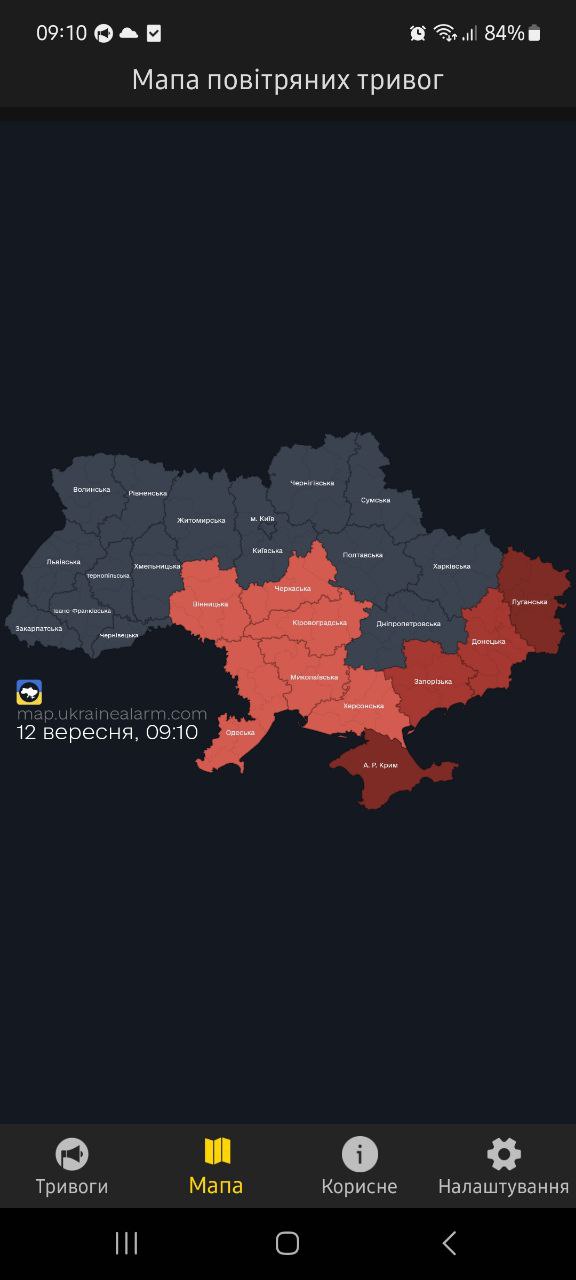 09:10
84%
Мапа повітряних тривог
Чернігівська
Волинська
Рівненська
Сумська
Житомирська
м. Київ
Київська
Полтавська
Львівська
Хмельницька
Харківська
Тернопільська
Черкаська
Вінницька
Луганська
Івано-Франківська
Кіровоградська
Дніпропетровська
Закарпатська
Чернівецька
Донецька
Миколаївська
Запорізька
Херсонська
map.ukrainealarm.com
12 вересня, 09:10
Одеська
А. Р. Крим
Тривоги
Мапа
Корисне
Налаштування